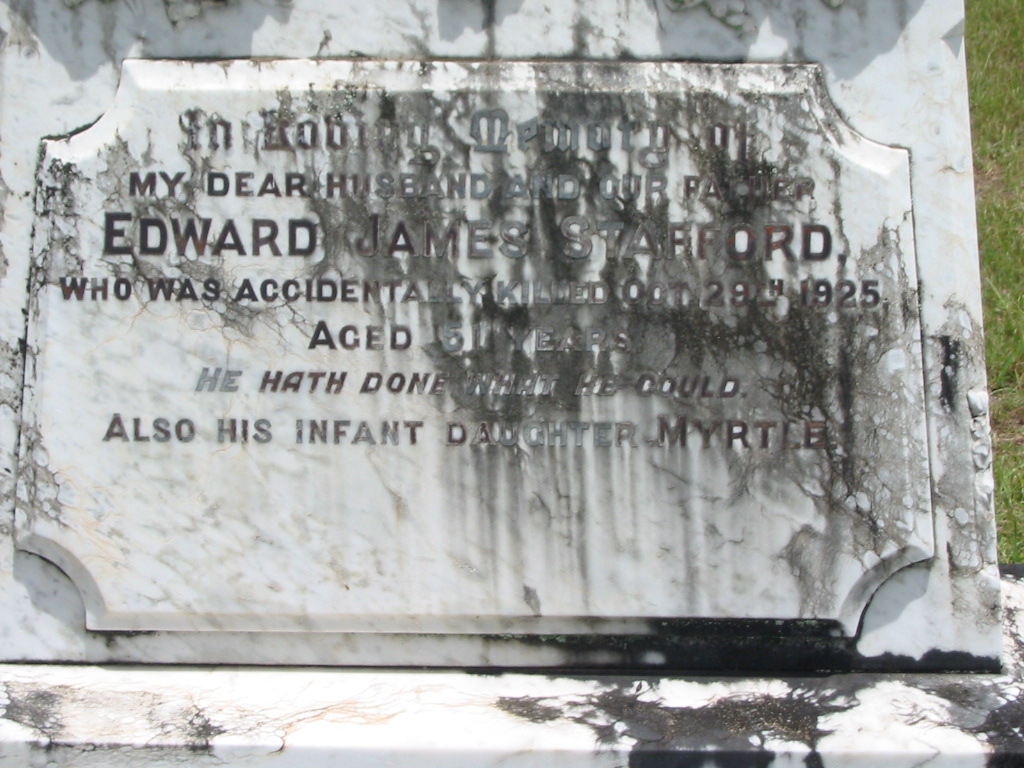 In Loving Memory of
MY DEAR HUSBAND AND OUR FATHER
EDWARD JAMES STAFFORD,
WHO WAS ACCIDENTALLY KILLED OCT. 29TH 1925.
AGED 51 YEARS
HE HATH DONE WHAT HE COULD.
ALSO HIS INFANT DAUGHTER MYRTLE